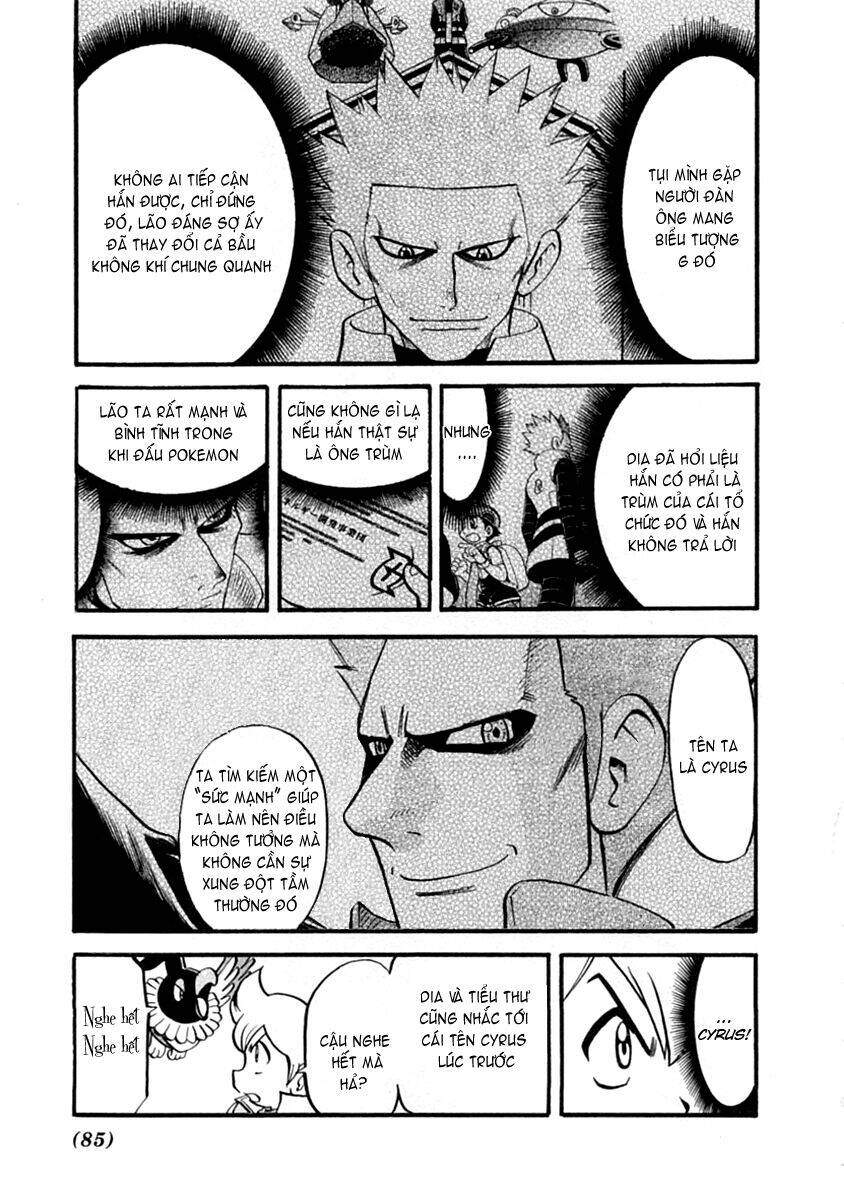 TỤI MÌNH GẶP
NGƯỜI ĐÀN
ÔNG MANG
BIỂU TƯỢNG
G ĐÓ
KHÔNG AI TIẾP CẬN
HẮN ĐƯỢC, CHỈ ĐỨNG
ĐÓ, LÃO ĐÁNG SỢ ẤY
ĐÃ THAY ĐỔI CẢ BẦU
KHÔNG KHÍ CHUNG QUANH
DIA ĐÃ HỎI LIỆU
HẮN CÓ PHẢI LÀ
TRÙM CỦA CÁI TỔ
CHỨC ĐÓ VÀ HẮN
KHÔNG TRẢ LỜI
NHƯNG
....
CŨNG KHÔNG GÌ LẠ
NẾU HẮN THẬT SỰ
LÀ ÔNG TRÙM
LÃO TA RẤT MẠNH VÀ
BÌNH TĨNH TRONG
KHI ĐẤU POKEMON
TÊN TA
LÀ CYRUS
TA TÌM KIẾM MỘT
"SỨC MẠNH" GIÚP
TA LÀM NÊN ĐIỀU
KHÔNG TƯỞNG MÀ
KHÔNG CẦN SỰ
XUNG ĐỘT TẦM
THƯỜNG ĐÓ
...
CYRUS!
DIA VÀ TIỂU THƯ
CŨNG NHẮC TỚI
CÁI TÊN CYRUS
LÚC TRƯỚC
CẬU NGHE
HẾT MÀ
HẢ?
Nghe hết
Nghe hết
(85)